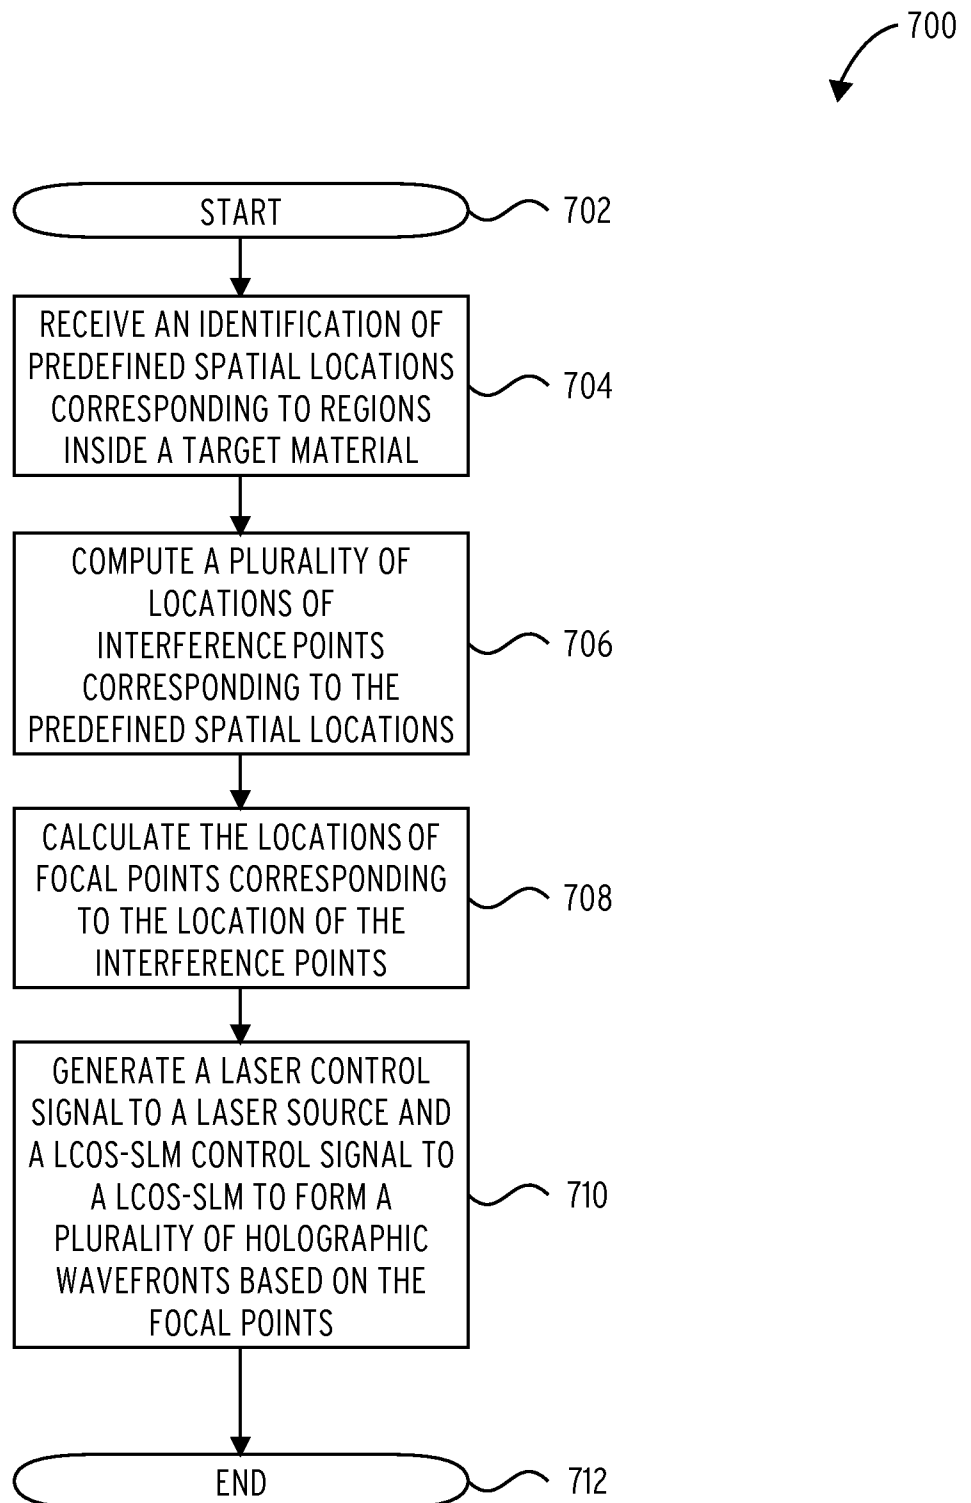 700
START
702
RECEIVE AN IDENTIFICATION OF
PREDEFINED SPATIAL LOCATIONS
CORRESPONDING TO REGIONS
INSIDE A TARGET MATERIAL
704
COMPUTE A PLURALITY OF
LOCATIONS OF
INTERFERENCE POINTS
CORRESPONDING TO THE
PREDEFINED SPATIAL LOCATIONS
706
CALCULATE THE LOCATIONS OF
FOCAL POINTS CORRESPONDING
TO THE LOCATION OF THE
INTERFERENCE POINTS
708
GENERATE A LASER CONTROL
SIGNAL TO A LASER SOURCE AND
A LCOS-SLM CONTROL SIGNAL TO
A LCOS-SLM TO FORM A
PLURALITY OF HOLOGRAPHIC
WAVEFRONTS BASED ON THE
FOCAL POINTS
710
END
712